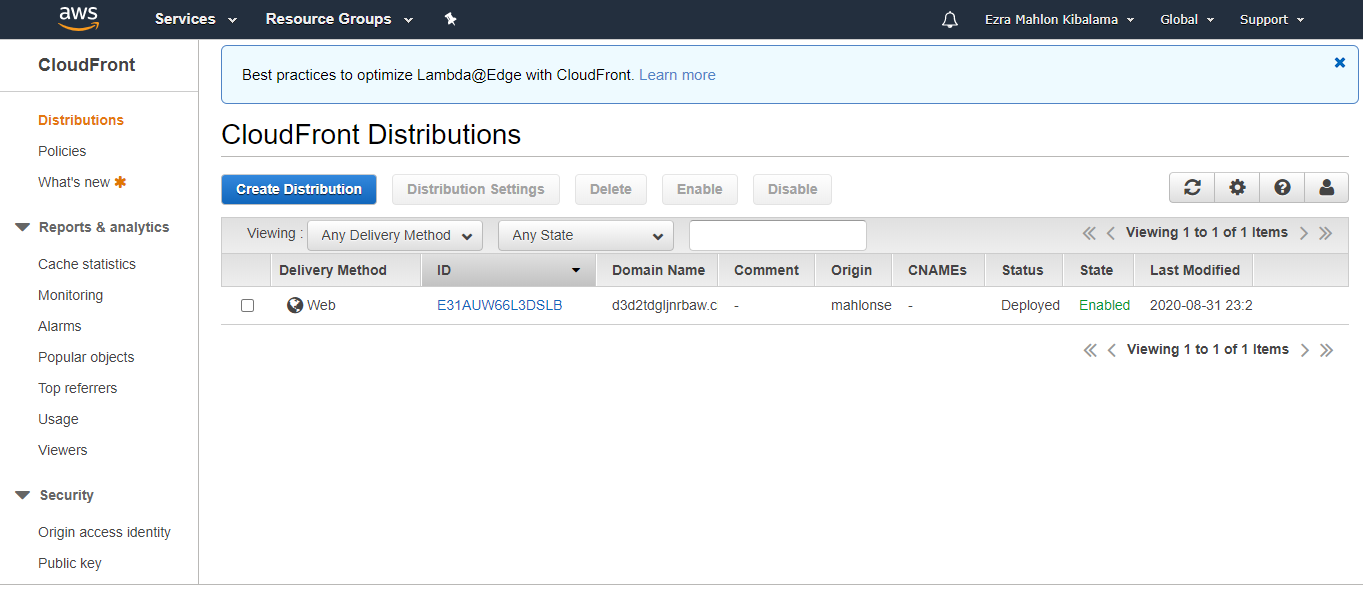 aws Services Resource Groups Ezra Mahlon Kibalama Global Support
CloudFront
Distributions
Policies
What's new
Reports & analytics
Cache statistics
Monitoring
Alarms
Popular objects
Top referrers
Usage
Viewers
Security
Origin access identity
Public key
Best practices to optimize Lambda@Edge with CloudFront. Learn more
CloudFront Distributions
Create Distribution Distribution Settings Delete Enable Disable
Viewing : Any Delivery Method Any State Viewing 1 to 1 of 1 Items
Delivery Method ID Domain Name Comment Origin CNAMEs Status State Last Modified
Web E31AUW66L3DSLB d3d2tdgljnrbaw.c - mahlonse - Deployed Enabled 2020-08-31 23:2
Viewing 1 to 1 of 1 Items